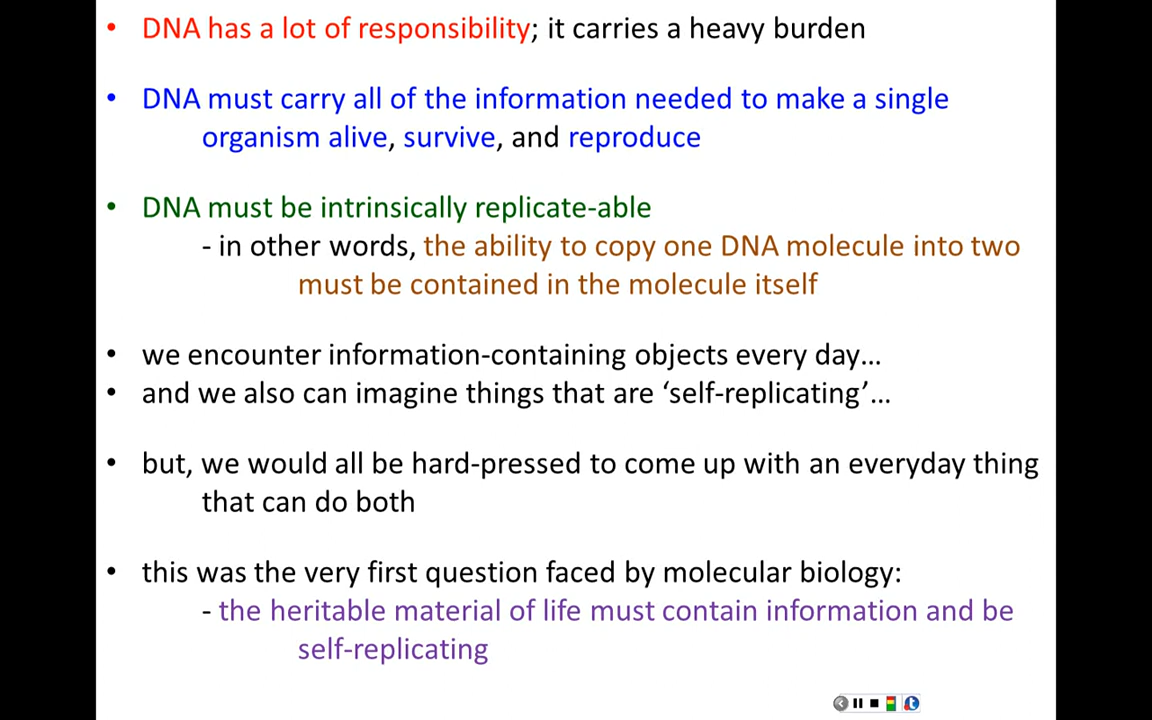 • DNA has a lot of responsibility; it carries a heavy burden
• DNA must carry all of the information needed to make a single
organism alive, survive, and reproduce
• DNA must be intrinsically replicate-able
- in other words, the ability to copy one DNA molecule into two
must be contained in the molecule itself
• we encounter information-containing objects every day...
• and we also can imagine things that are ‘self-replicating’...
• but, we would all be hard-pressed to come up with an everyday thing
that can do both
• this was the very first question faced by molecular biology:
- the heritable material of life must contain information and be
self-replicating